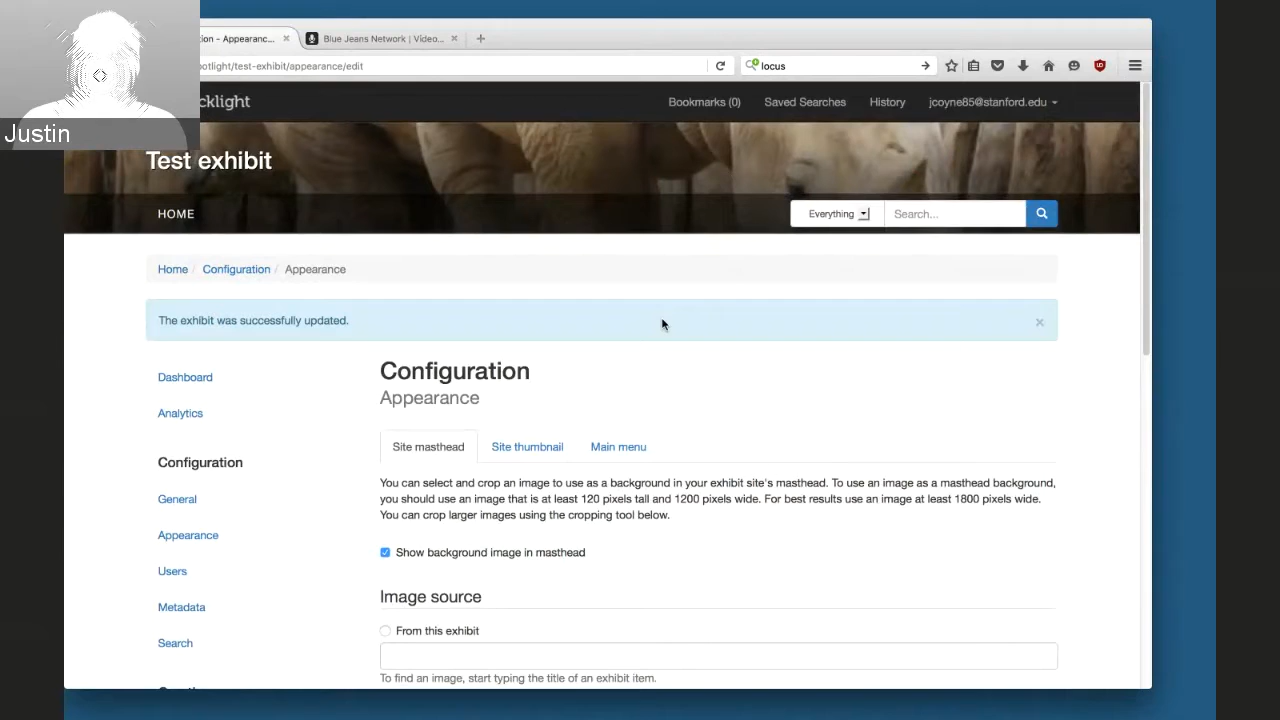 ion - Appearanc...
Blue Jeans Network | Video...
potlight/test-exhibit/appearance/edit
locus
Justin
cklight
Bookmarks (0)
Saved Searches
History
jcoyne85@stanford.edu
Test exhibit
HOME
Everything
Search...
Home / Configuration / Appearance
The exhibit was successfully updated.
×
Dashboard
Analytics
Configuration
General
Appearance
Users
Metadata
Search
Configuration
Appearance
Site masthead
Site thumbnail
Main menu
You can select and crop an image to use as a background in your exhibit site's masthead. To use an image as a masthead background,
you should use an image that is at least 120 pixels tall and 1200 pixels wide. For best results use an image at least 1800 pixels wide.
You can crop larger images using the cropping tool below.
Show background image in masthead
Image source
From this exhibit
To find an image, start typing the title of an exhibit item.